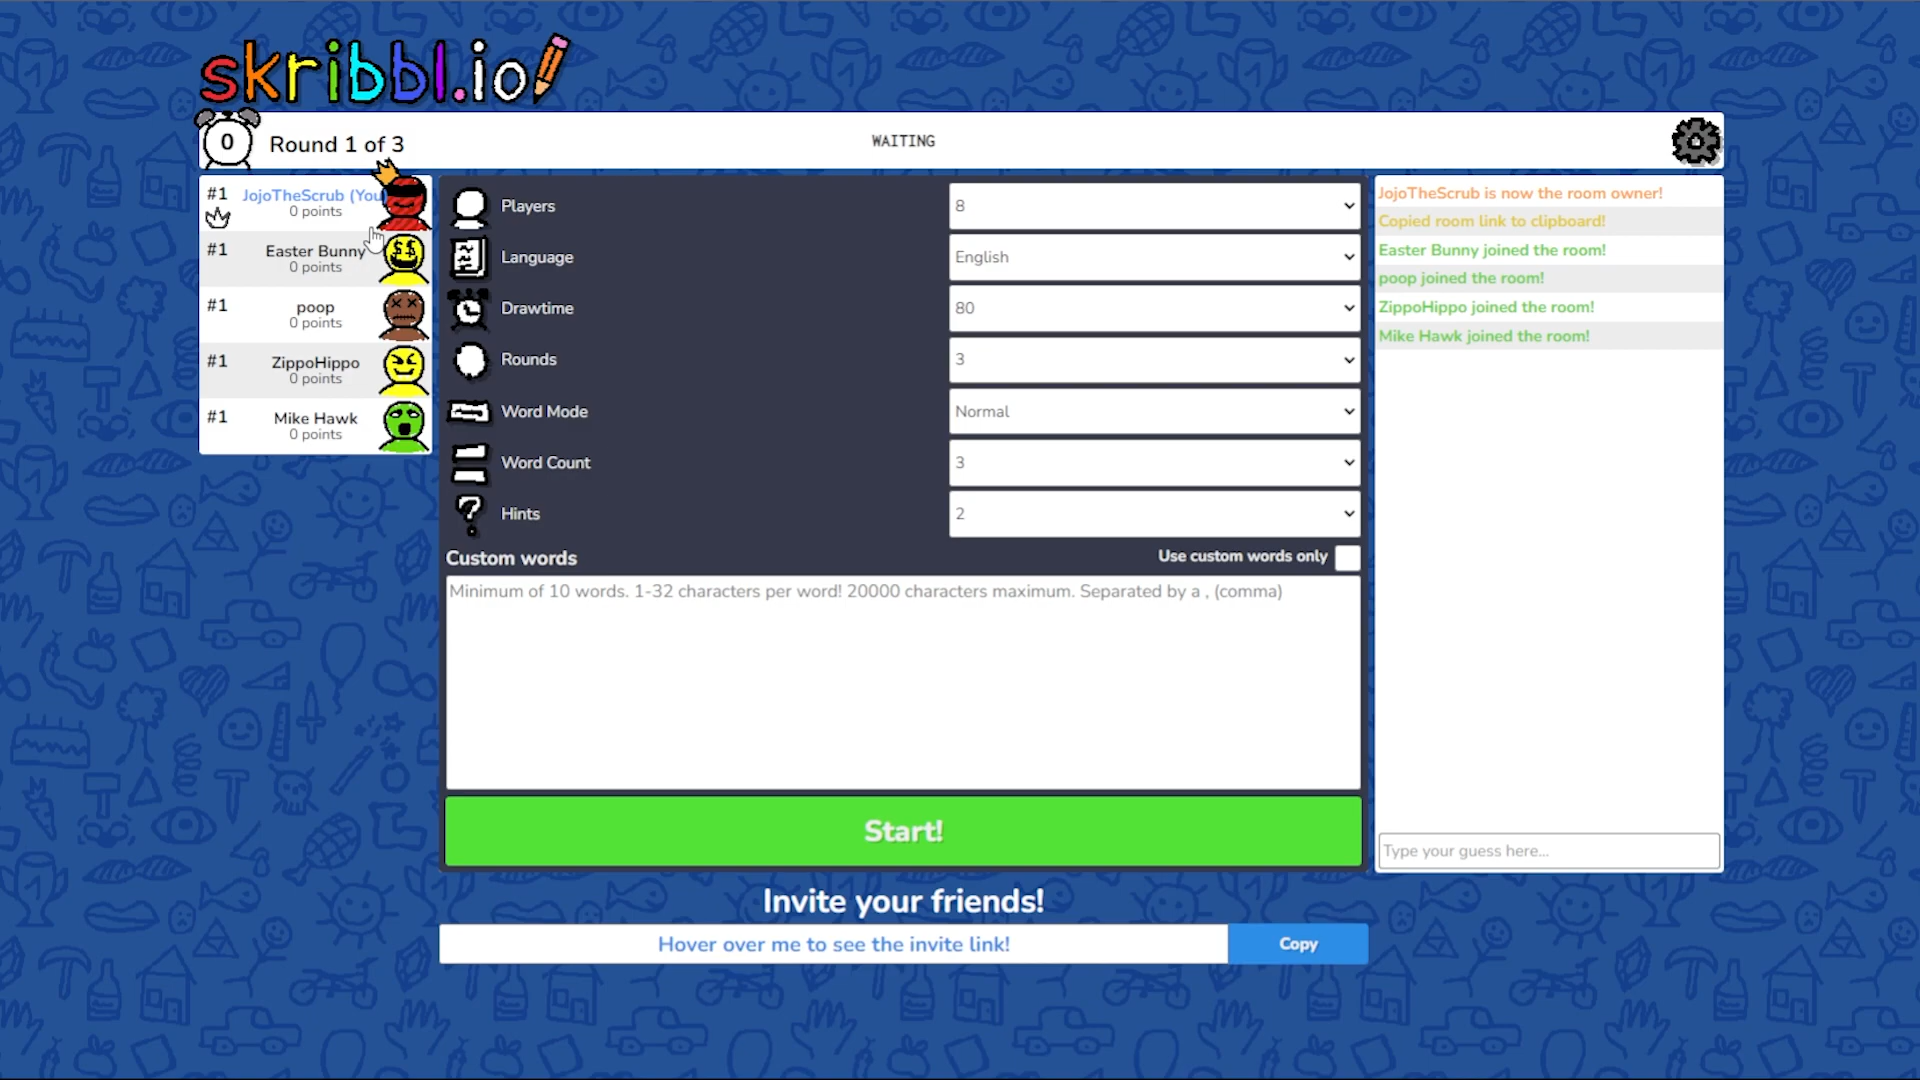 skribbl.io
0
Round 1 of 3
WAITING
#1
JojoTheScrub (You)
0 points
#1
Easter Bunny
0 points
#1
poop
0 points
#1
ZippoHippo
0 points
#1
Mike Hawk
0 points
Players
8
Language
English
Drawtime
80
Rounds
3
Word Mode
Normal
Word Count
3
Hints
2
Custom words
Use custom words only
Minimum of 10 words. 1-32 characters per word! 20000 characters maximum. Separated by a , (comma)
Start!
Invite your friends!
Hover over me to see the invite link!
Copy
JojoTheScrub is now the room owner!
Copied room link to clipboard!
Easter Bunny joined the room!
poop joined the room!
ZippoHippo joined the room!
Mike Hawk joined the room!
Type your guess here...